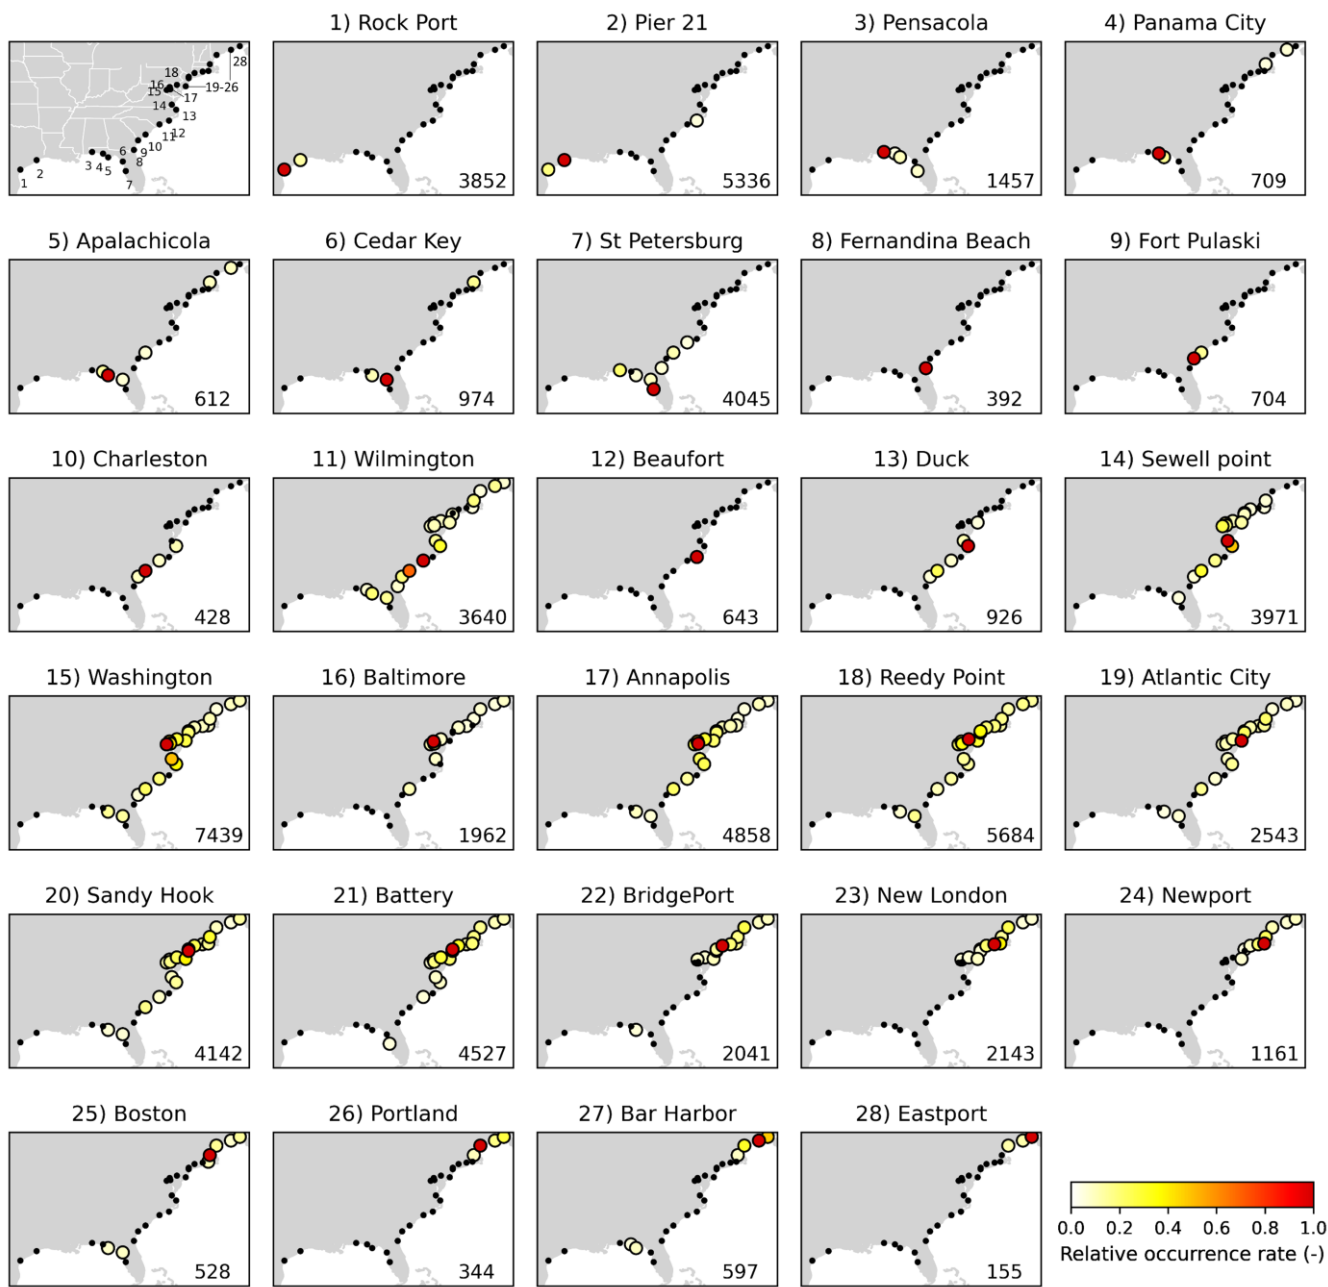 1) Rock Port
2) Pier 21
3) Pensacola
4) Panama City
28
18
16
19-26
15
17
14
13
12
11
10
9
6
8
3 4 5
2
1
7
3852
5336
1457
709
5) Apalachicola
6) Cedar Key
7) St Petersburg
8) Fernandina Beach
9) Fort Pulaski
612
974
4045
392
704
10) Charleston
11) Wilmington
12) Beaufort
13) Duck
14) Sewell point
428
3640
643
926
3971
15) Washington
16) Baltimore
17) Annapolis
18) Reedy Point
19) Atlantic City
7439
1962
4858
5684
2543
20) Sandy Hook
21) Battery
22) BridgePort
23) New London
24) Newport
4142
4527
2041
2143
1161
25) Boston
26) Portland
27) Bar Harbor
28) Eastport
528
344
597
155
0.0 0.2 0.4 0.6 0.8 1.0
Relative occurrence rate (-)